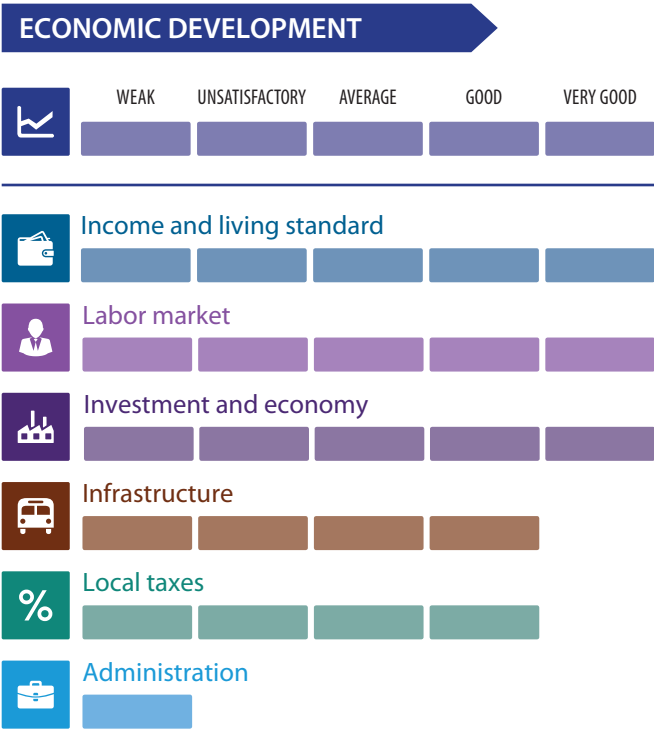 ECONOMIC DEVELOPMENT
WEAK UNSATISFACTORY AVERAGE GOOD VERY GOOD
Income and living standard
Labor market
Investment and economy
Infrastructure
Local taxes
%
Administration